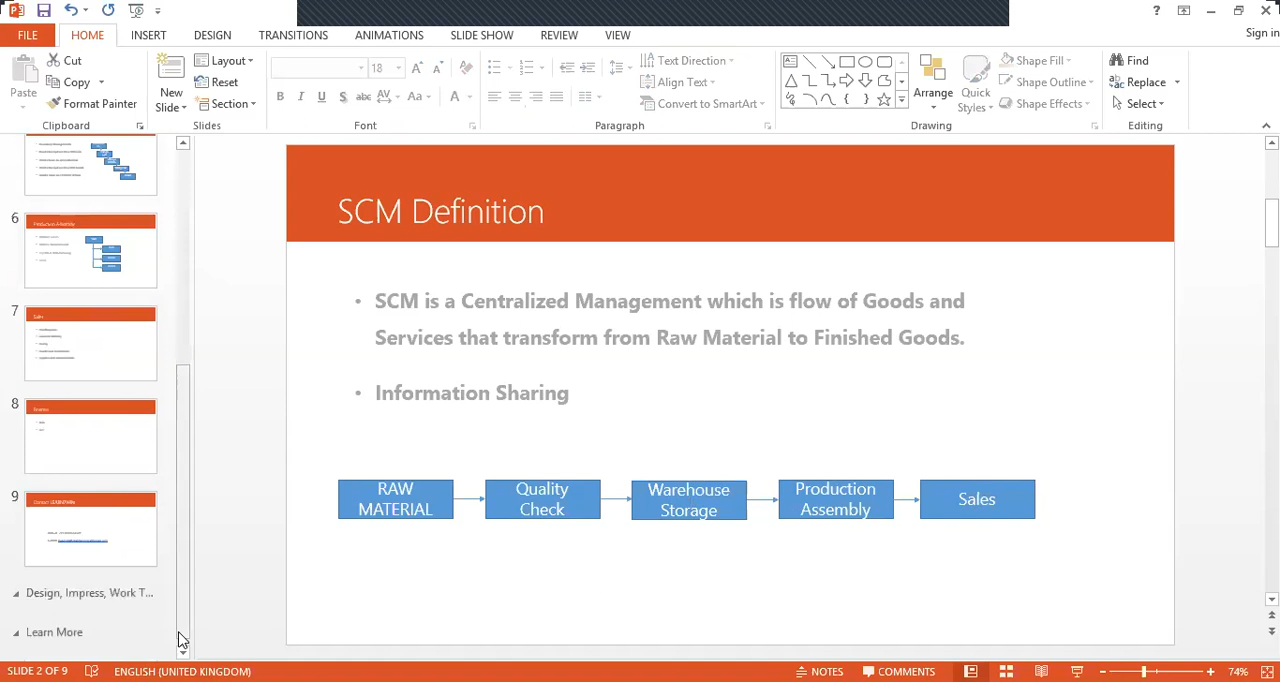 FILE HOME INSERT DESIGN TRANSITIONS ANIMATIONS SLIDE SHOW REVIEW VIEW Sign in
Paste
Cut
Copy
Format Painter
Clipboard
New
Slide
Layout
Reset
Section
Slides
18
Font
Text Direction
Align Text
Convert to SmartArt
Paragraph
Arrange
Quick
Styles
Shape Fill
Shape Outline
Shape Effects
Drawing
Find
Replace
Select
Editing
6
Production Assembly
7
Sales
8
9
Design, Impress, Work T...
Learn More
SCM Definition
• SCM is a Centralized Management which is flow of Goods and
Services that transform from Raw Material to Finished Goods.
• Information Sharing
RAW
MATERIAL
Quality
Check
Warehouse
Storage
Production
Assembly
Sales
SLIDE 2 OF 9 ENGLISH (UNITED KINGDOM) NOTES COMMENTS 74%